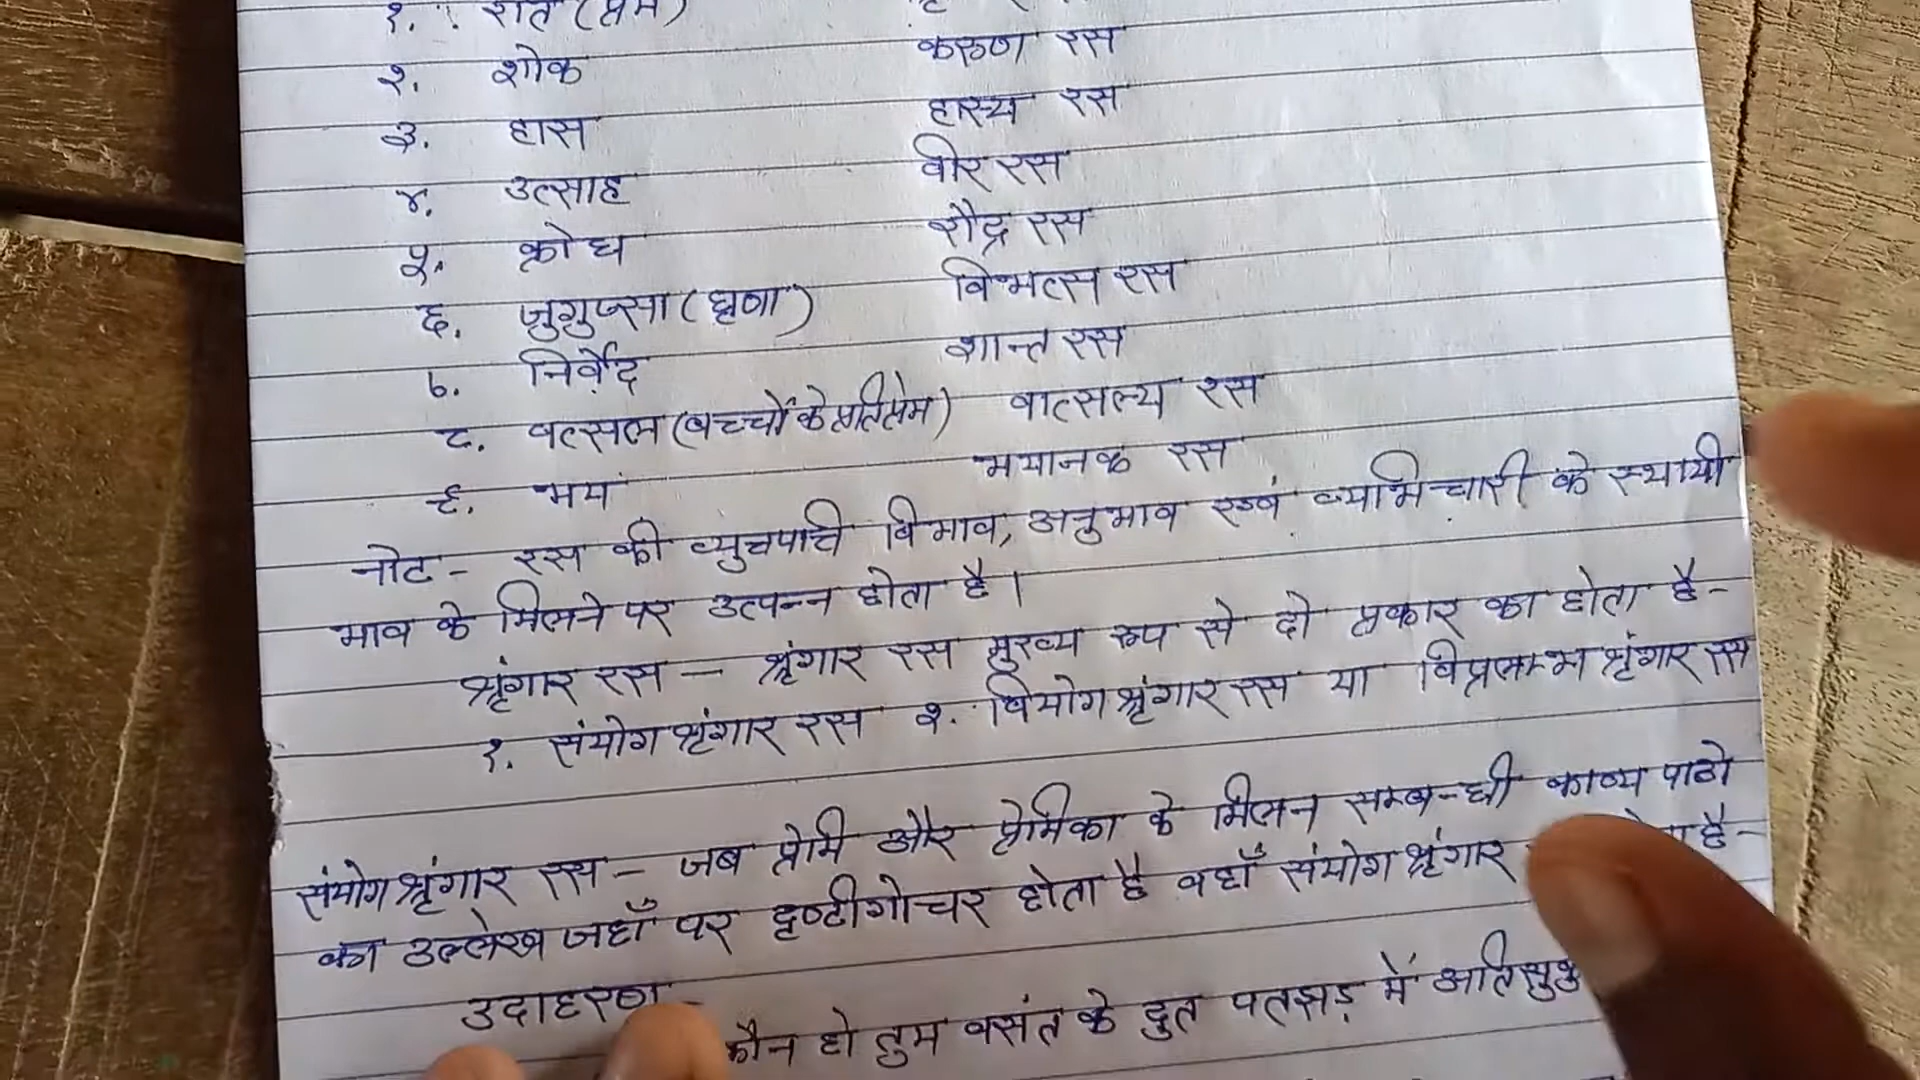 १. रति (प्रेम)
२. शोक करुण रस
३. हास हास्य रस
४. उत्साह वीर रस
५. क्रोध रौद्र रस
६. जुगुप्सा (घृणा) विभत्स रस
७. निर्वेद शान्त रस
८. वत्सल (बच्चों के प्रति प्रेम) वात्सल्य रस
९. भय भयानक रस
नोट - रस की व्युत्पत्ति विभाव, अनुभाव एवं व्यभिचारी के स्थायी
भाव के मिलने पर उत्पन्न होता है।
श्रृंगार रस - श्रृंगार रस मुख्य रूप से दो प्रकार का होता है-
१. संयोग श्रृंगार रस २. वियोग श्रृंगार रस या विप्रलम्भ श्रृंगार रस
संयोग श्रृंगार रस - जब प्रेमि और प्रेमिका के मिलन सम्बन्धी काव्य पाठो
का उल्लेख जहाँ पर दृष्टीगोचर होता है वहाँ संयोग श्रृंगार है-
उदाहरण -
कौन हो तुम वसंत के दुत पतझड़ में